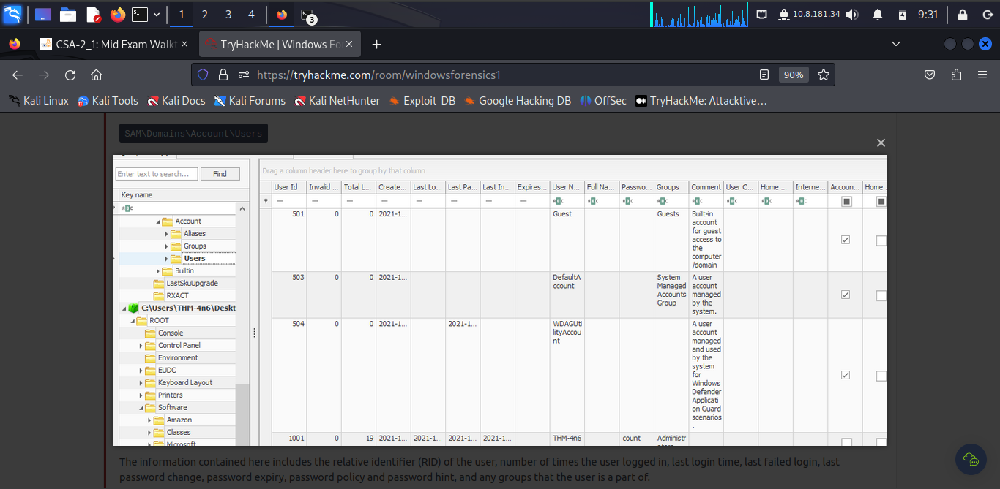 1 2 3 4 3 10.8.181.34 9:31
CSA-2_1: Mid Exam Walkt TryHackMe | Windows Fo
https://tryhackme.com/room/windowsforensics1 90%
Kali Linux Kali Tools Kali Docs Kali Forums Kali NetHunter Exploit-DB Google Hacking DB OffSec TryHackMe: Attacktive…
SAM\Domains\Account\Users
Drag a column header here to group by that column
Enter text to search... Find
User Id Invalid ... Total L... Create... Last Lo... Last Pa... Last In... Expires... User N... Full Na... Passwo... Groups Comment User C... Home ... Interne... Accoun... Home
Key name
Account
Aliases
Groups
Users
Builtin
LastSkuUpgrade
RXACT
C:\Users\THM-4n6\Deskt
ROOT
Console
Control Panel
Environment
EUDC
Keyboard Layout
Printers
Software
Amazon
Classes
Microsoft
501 0 0 2021-1... Guest Guests Built-in
account
for guest
access to
the
computer
/domain
503 0 0 2021-1... DefaultA System A user
ccount Managed account
Accounts managed
Group by the
system.
504 0 0 2021-1... 2021-1... WDAGUti A user
lityAccou account
nt managed
and used
by the
system
for
Windows
Defender
Applicati
on Guard
scenarios
.
1001 0 19 2021-1... 2021-1... 2021-1... 2021-1... THM-4n6 count Administr
The information contained here includes the relative identifier (RID) of the user, number of times the user logged in, last login time, last failed login, last
password change, password expiry, password policy and password hint, and any groups that the user is a part of.